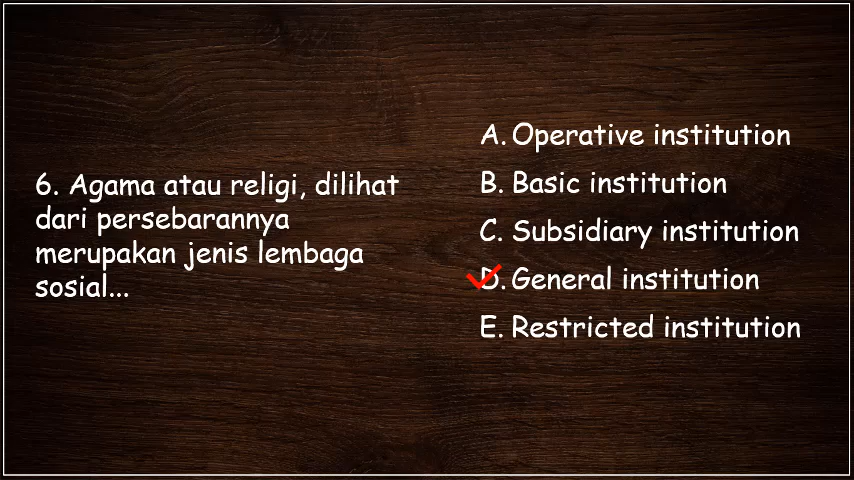 6. Agama atau religi, dilihat
dari persebarannya
merupakan jenis lembaga
sosial...
A. Operative institution
B. Basic institution
C. Subsidiary institution
D. General institution
E. Restricted institution